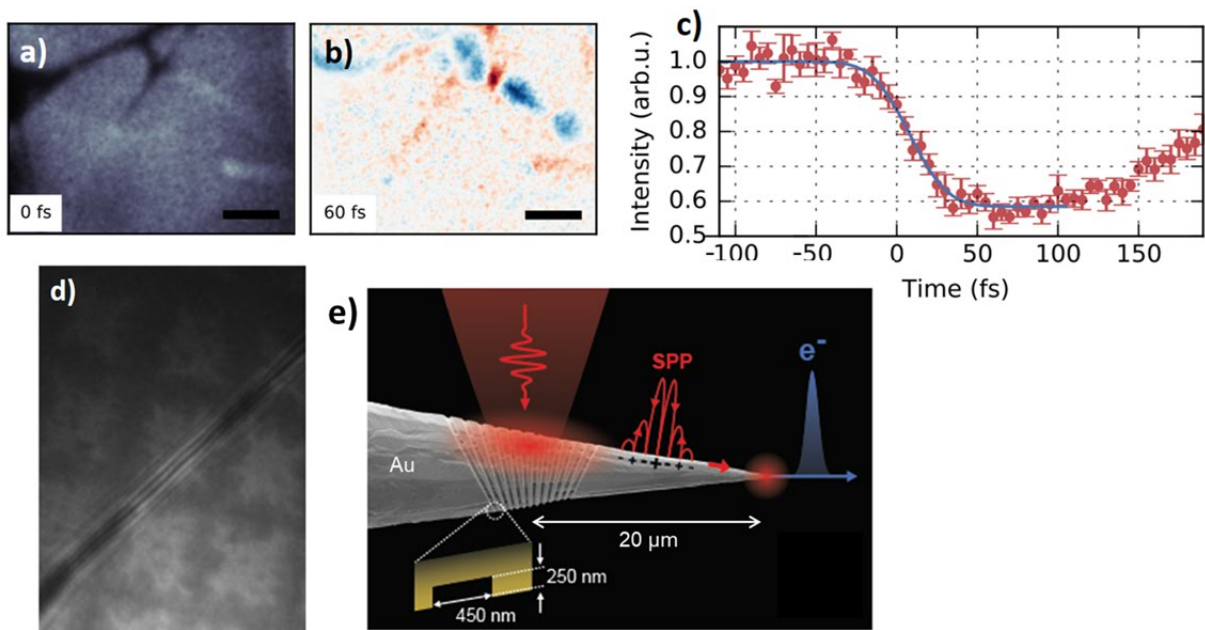 a)
0 fs
b)
60 fs
c)
Intensity (arb.u.)
1.0
0.9
0.8
0.7
0.6
0.5
-100
-50
0
50
100
150
Time (fs)
d)
e)
SPP
e-
Au
20 µm
250 nm
450 nm